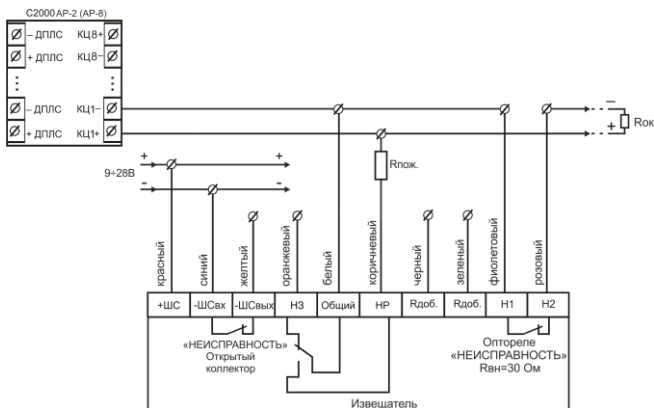 С2000 АР-2 (АР-8)
– ДПЛС КЦ8+
+ ДПЛС КЦ8–
– ДПЛС КЦ1–
+ ДПЛС КЦ1+
–
+
Rок
Rпож.
+
9÷28В
-
+
-
красный
синий
желтый
оранжевый
белый
коричневый
черный
зеленый
фиолетовый
розовый
+ШС -ШСвх -ШСвых НЗ Общий НР Rдоб. Rдоб. Н1 Н2
«НЕИСПРАВНОСТЬ»
Открытый
коллектор
Оптореле
«НЕИСПРАВНОСТЬ»
Rвн=30 Ом
Извещатель